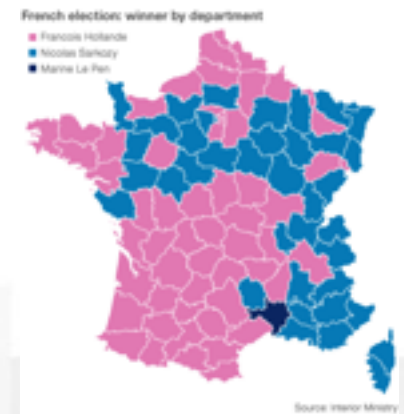 French election: winner by department
Francois Hollande
Nicolas Sarkozy
Marine Le Pen
Source: Interior Ministry